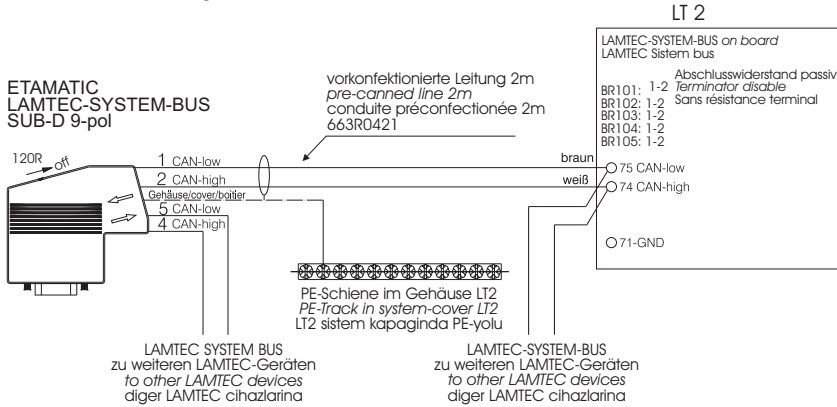 LT 2
LAMTEC-SYSTEM-BUS on board
LAMTEC Sistem bus
Abschlusswiderstand passiv
BR101: 1-2 Terminator disable
BR102: 1-2 Sans résistance terminal
BR103: 1-2
BR104: 1-2
BR105: 1-2
ETAMATIC
LAMTEC-SYSTEM-BUS
SUB-D 9-pol
vorkonfektionierte Leitung 2m
pre-canned line 2m
conduite préconfectionée 2m
663R0421
120R off
1 CAN-low
2 CAN-high
Gehäuse/cover/boitier
5 CAN-low
4 CAN-high
braun
weiß
75 CAN-low
74 CAN-high
71-GND
PE-Schiene im Gehäuse LT2
PE-Track in system-cover LT2
LT2 sistem kapaginda PE-yolu
LAMTEC SYSTEM BUS
zu weiteren LAMTEC-Geräten
to other LAMTEC devices
diger LAMTEC cihazlarina
LAMTEC-SYSTEM-BUS
zu weiteren LAMTEC-Geräten
to other LAMTEC devices
diger LAMTEC cihazlarina